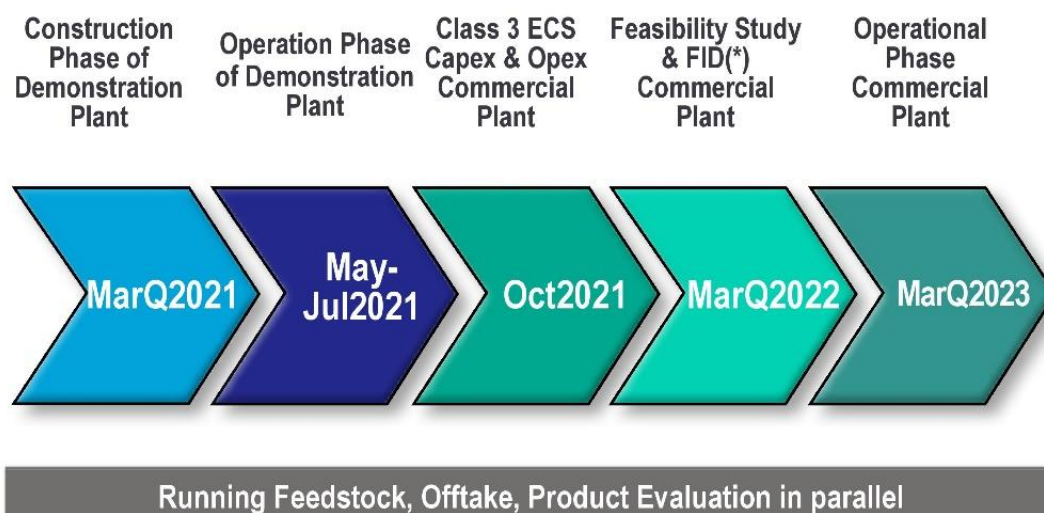 Construction
Phase of
Demonstration
Plant
Operation Phase
of Demonstration
Plant
Class 3 ECS
Capex & Opex
Commercial
Plant
Feasibility Study
& FID(*)
Commercial
Plant
Operational
Phase
Commercial
Plant
MarQ2021
May-
Jul2021
Oct2021
MarQ2022
MarQ2023
Running Feedstock, Offtake, Product Evaluation in parallel